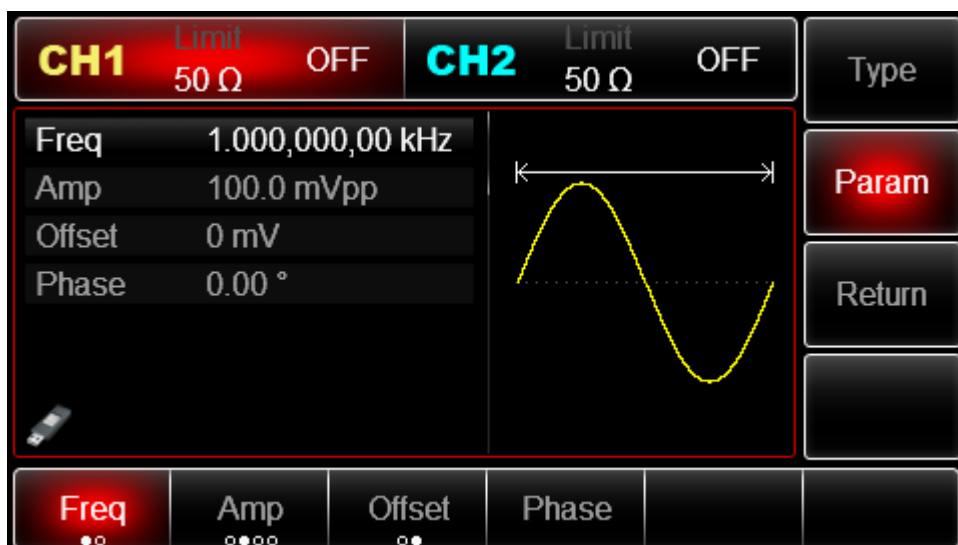 CH1 Limit 50 Ω OFF CH2 Limit 50 Ω OFF
Type
Freq 1.000,000,00 kHz
Amp 100.0 mVpp
Offset 0 mV
Phase 0.00 °
Param
Return
Freq Amp Offset Phase